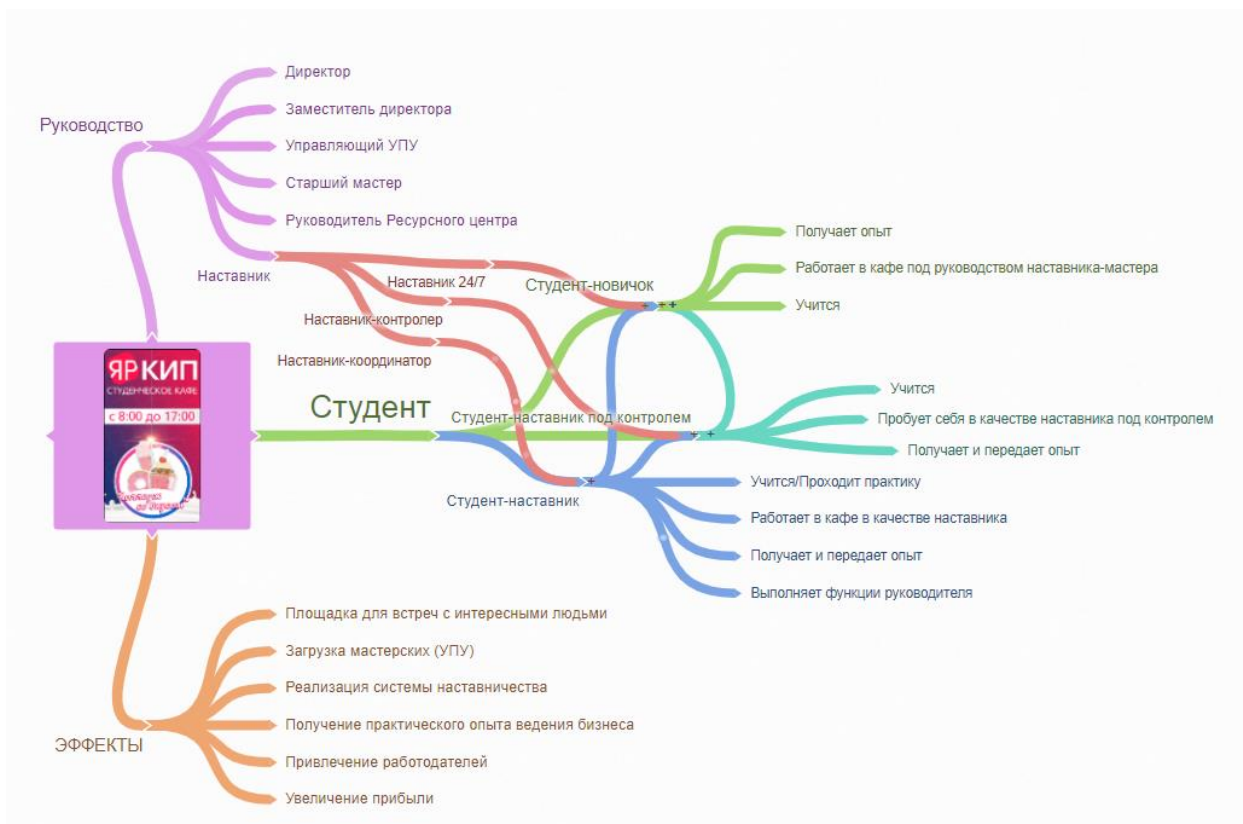 Директор
Заместитель директора
Руководство
Управляющий УПУ
Старший мастер
Руководитель Ресурсного центра
Наставник
Наставник 24/7
Наставник-контролер
Наставник-координатор
Студент-новичок
Получает опыт
Работает в кафе под руководством наставника-мастера
Учится
ЯРКИП
СТУДЕНЧЕСКОЕ КАФЕ
с 8:00 до 17:00
Студент
Студент-наставник под контролем
Учится
Пробует себя в качестве наставника под контролем
Получает и передает опыт
Студент-наставник
Учится/Проходит практику
Работает в кафе в качестве наставника
Получает и передает опыт
Выполняет функции руководителя
Площадка для встреч с интересными людьми
Загрузка мастерских (УПУ)
Реализация системы наставничества
Получение практического опыта ведения бизнеса
ЭФФЕКТЫ
Привлечение работодателей
Увеличение прибыли